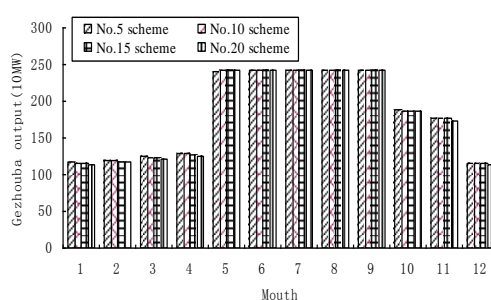 No.5 scheme No.10 scheme
No.15 scheme No.20 scheme
300
250
200
150
100
50
0
Gezhouba output(10MW)
1 2 3 4 5 6 7 8 9 10 11 12
Mouth